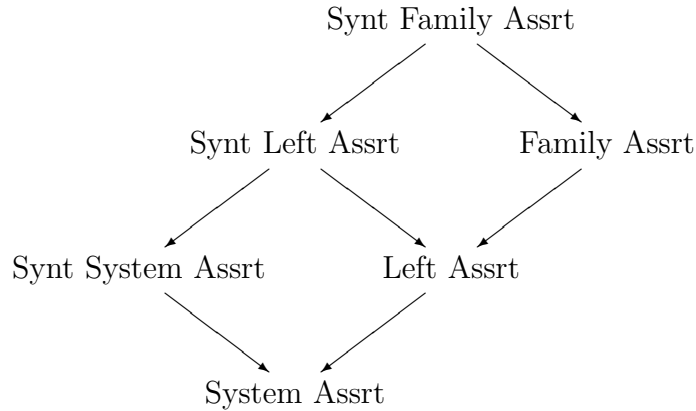 Synt Family Assrt
Synt Left Assrt
Family Assrt
Synt System Assrt
Left Assrt
System Assrt